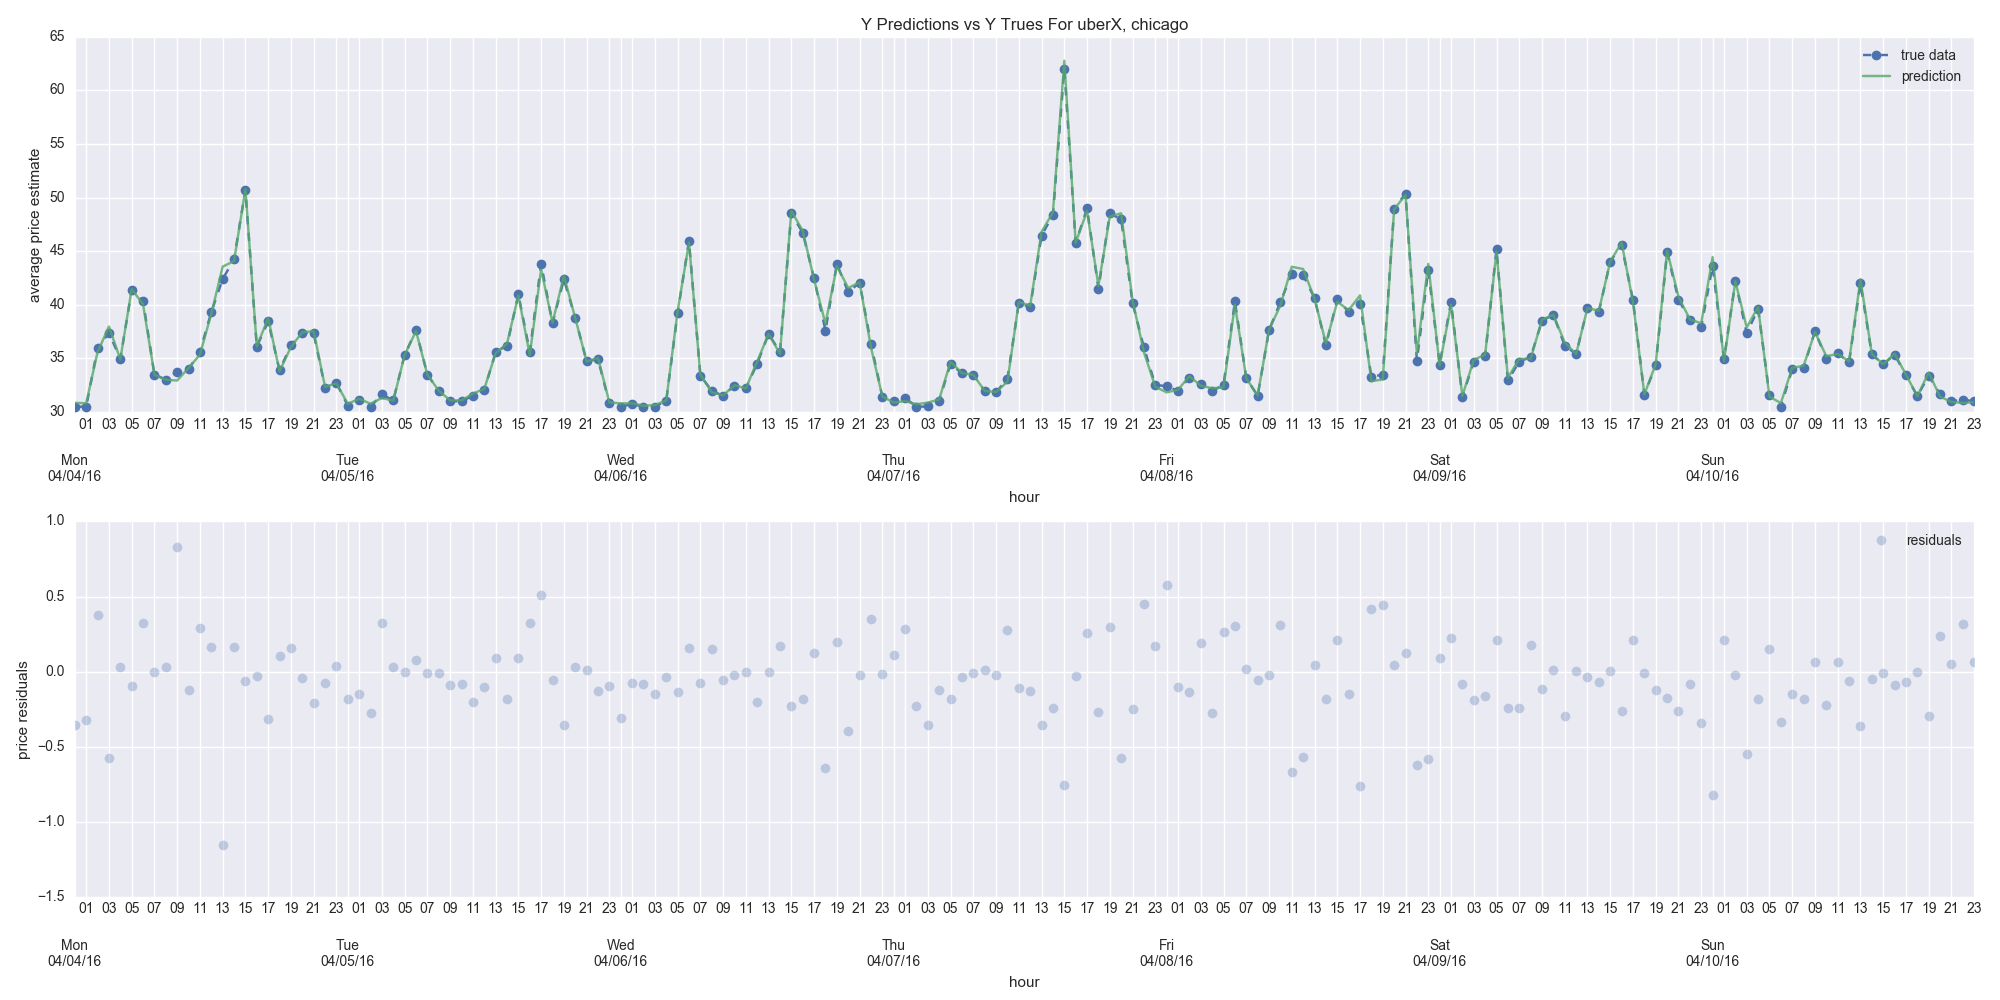 Y Predictions vs Y Trues For uberX, chicago
65
60
55
50
45
40
35
30
average price estimate
true data
prediction
01 03 05 07 09 11 13 15 17 19 21 23 01 03 05 07 09 11 13 15 17 19 21 23 01 03 05 07 09 11 13 15 17 19 21 23 01 03 05 07 09 11 13 15 17 19 21 23 01 03 05 07 09 11 13 15 17 19 21 23 01 03 05 07 09 11 13 15 17 19 21 23 01 03 05 07 09 11 13 15 17 19 21 23
Mon Tue Wed Thu Fri Sat Sun
04/04/16 04/05/16 04/06/16 04/07/16 04/08/16 04/09/16 04/10/16
hour
1.0
0.5
0.0
−0.5
−1.0
−1.5
price residuals
residuals
01 03 05 07 09 11 13 15 17 19 21 23 01 03 05 07 09 11 13 15 17 19 21 23 01 03 05 07 09 11 13 15 17 19 21 23 01 03 05 07 09 11 13 15 17 19 21 23 01 03 05 07 09 11 13 15 17 19 21 23 01 03 05 07 09 11 13 15 17 19 21 23 01 03 05 07 09 11 13 15 17 19 21 23
Mon Tue Wed Thu Fri Sat Sun
04/04/16 04/05/16 04/06/16 04/07/16 04/08/16 04/09/16 04/10/16
hour